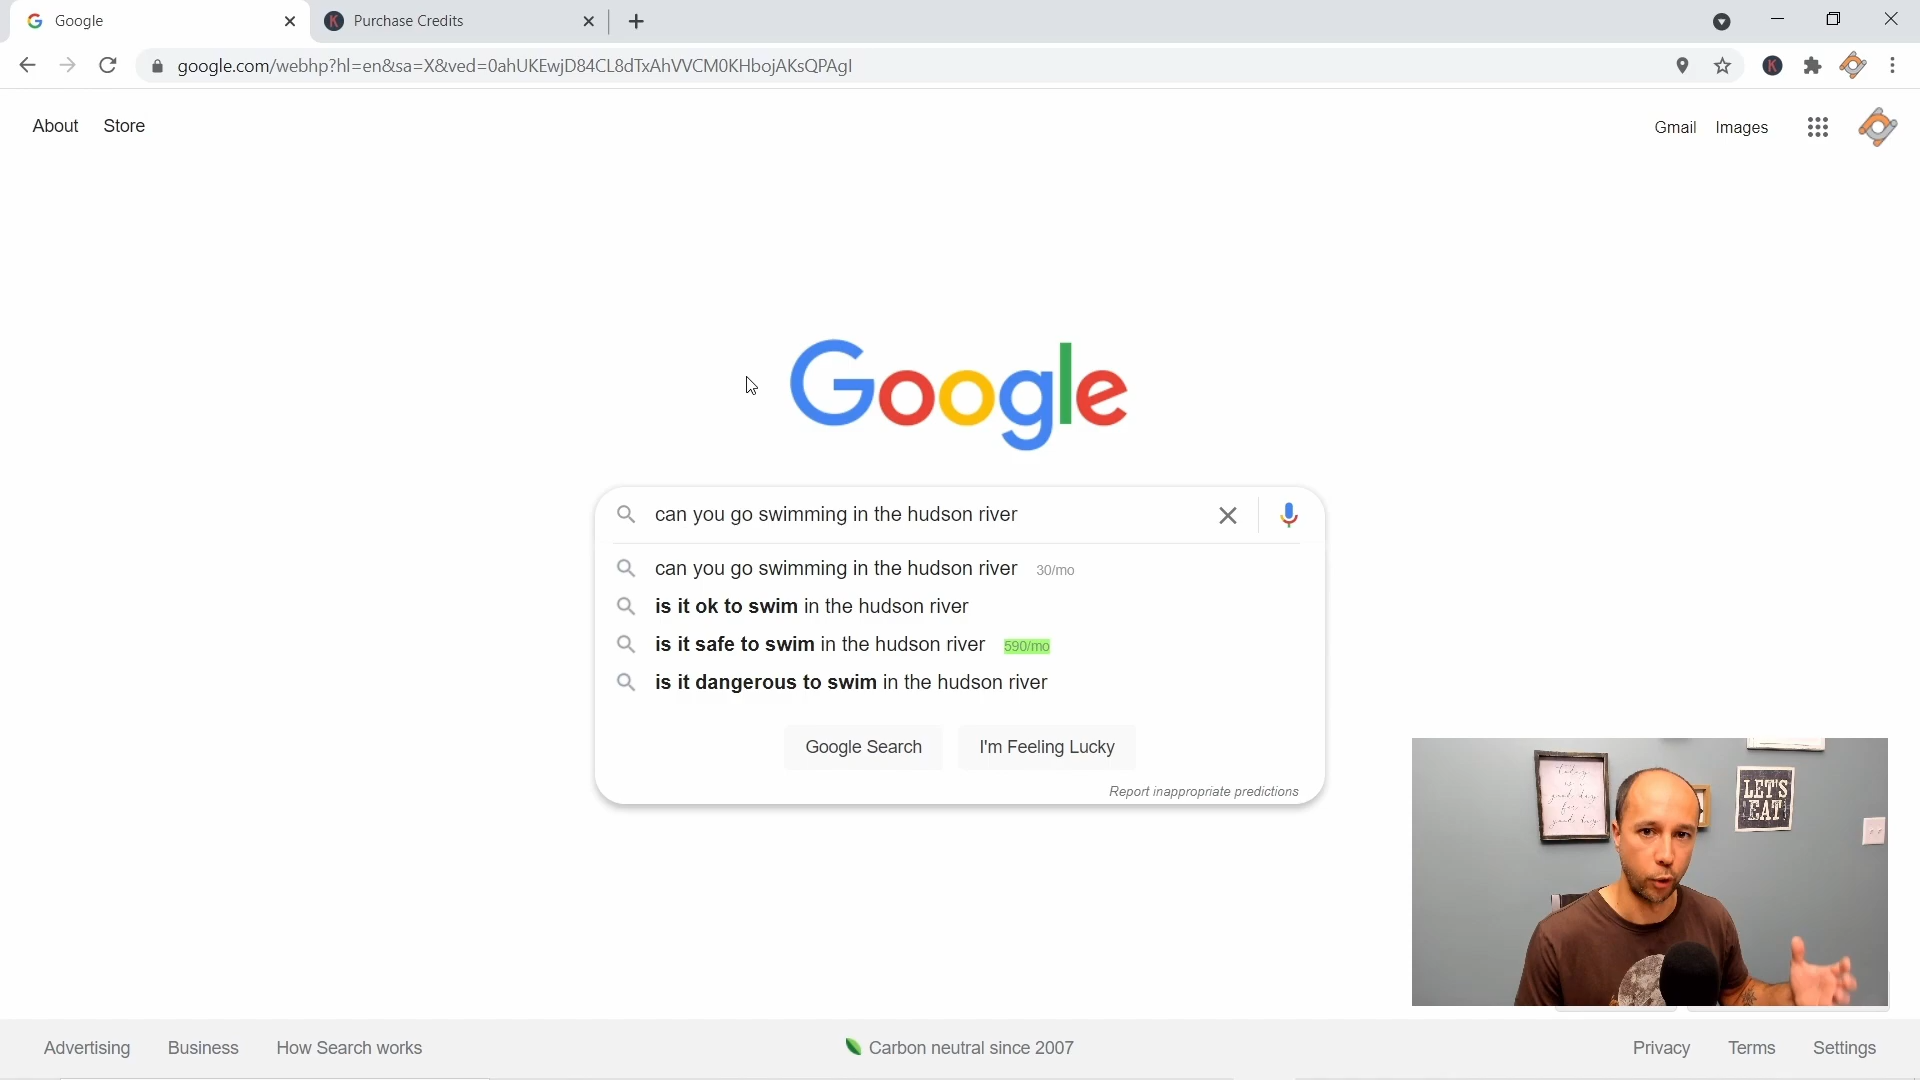 Google
Purchase Credits
google.com/webhp?hl=en&sa=X&ved=0ahUKEwjD84CL8dTxAhVVCM0KHbojAKsQPAgI
K
About
Store
Gmail
Images
Google
can you go swimming in the hudson river
can you go swimming in the hudson river 30/mo
is it ok to swim in the hudson river
is it safe to swim in the hudson river 590/mo
is it dangerous to swim in the hudson river
Google Search
I'm Feeling Lucky
Report inappropriate predictions
LET'S
EAT
Advertising
Business
How Search works
Carbon neutral since 2007
Privacy
Terms
Settings